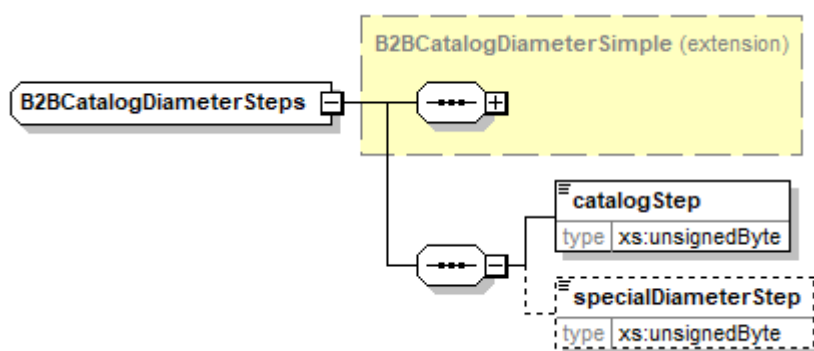 B2BCatalogDiameterSimple (extension)
B2BCatalogDiameterSteps
catalogStep
type xs:unsignedByte
specialDiameterStep
type xs:unsignedByte